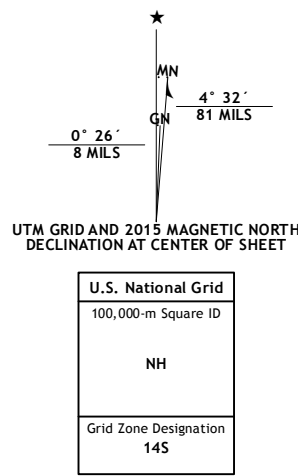 ★
MN
4° 32´
81 MILS
GN
0° 26´
8 MILS
UTM GRID AND 2015 MAGNETIC NORTH
DECLINATION AT CENTER OF SHEET
U.S. National Grid
100,000-m Square ID
NH
Grid Zone Designation
14S